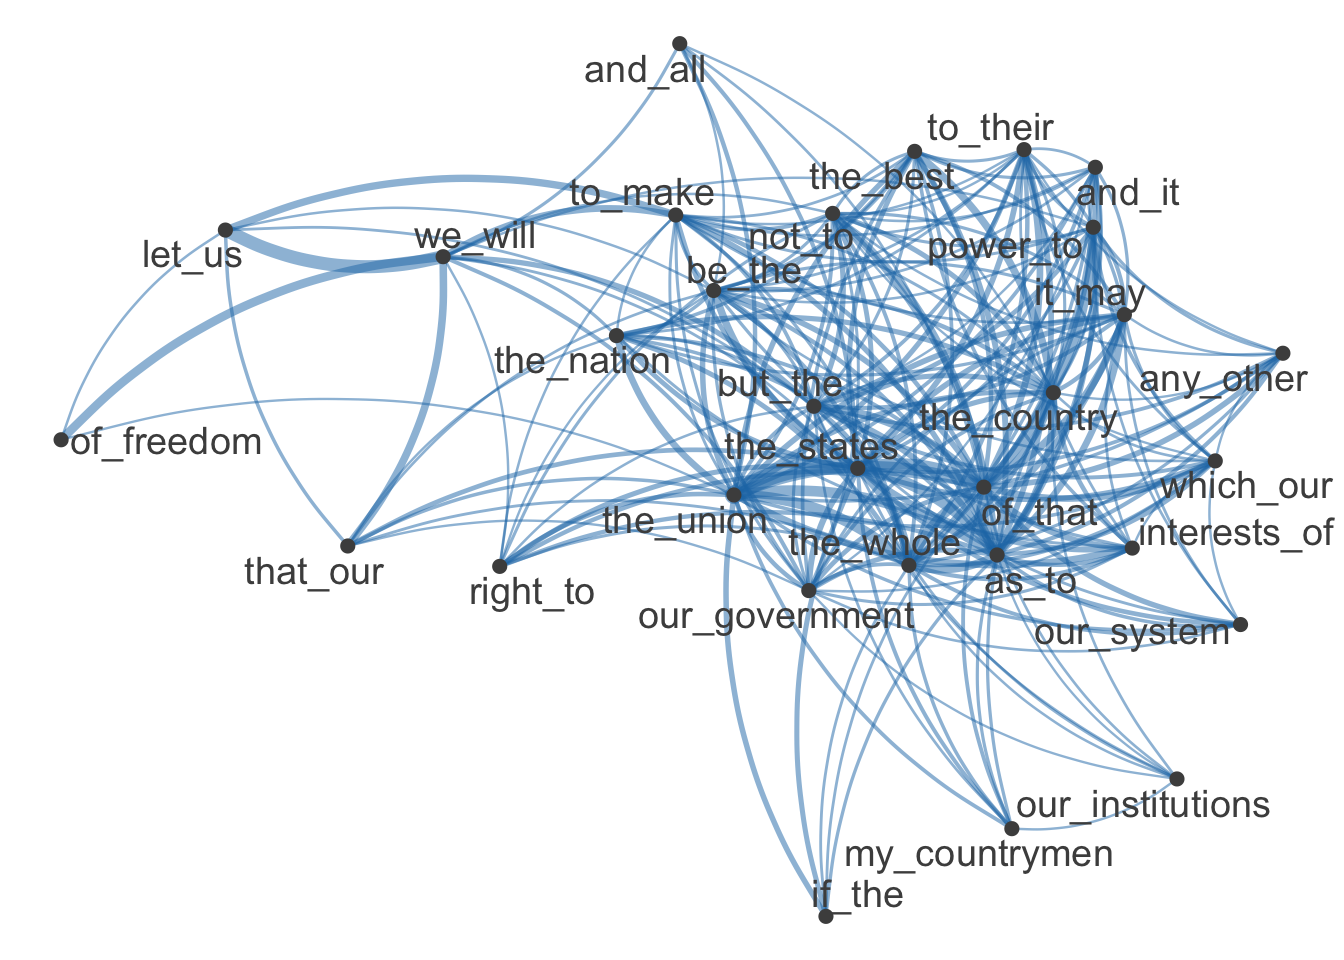 and_all
to_their
the_best
and_it
to_make
not_to
power_to
we_will
let_us
be_the
it_may
the_nation
any_other
but_the
the_country
of_freedom
the_states
which_our
the_union
of_that
interests_of
the_whole
that_our
right_to
as_to
our_government
our_system
our_institutions
my_countrymen
if_the